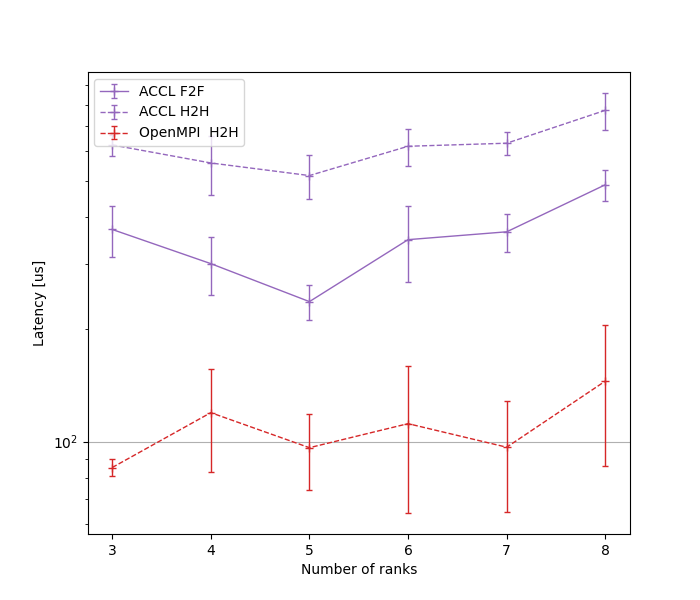 ACCL F2F
ACCL H2H
OpenMPI  H2H
Latency [us]
10²
3 4 5 6 7 8
Number of ranks